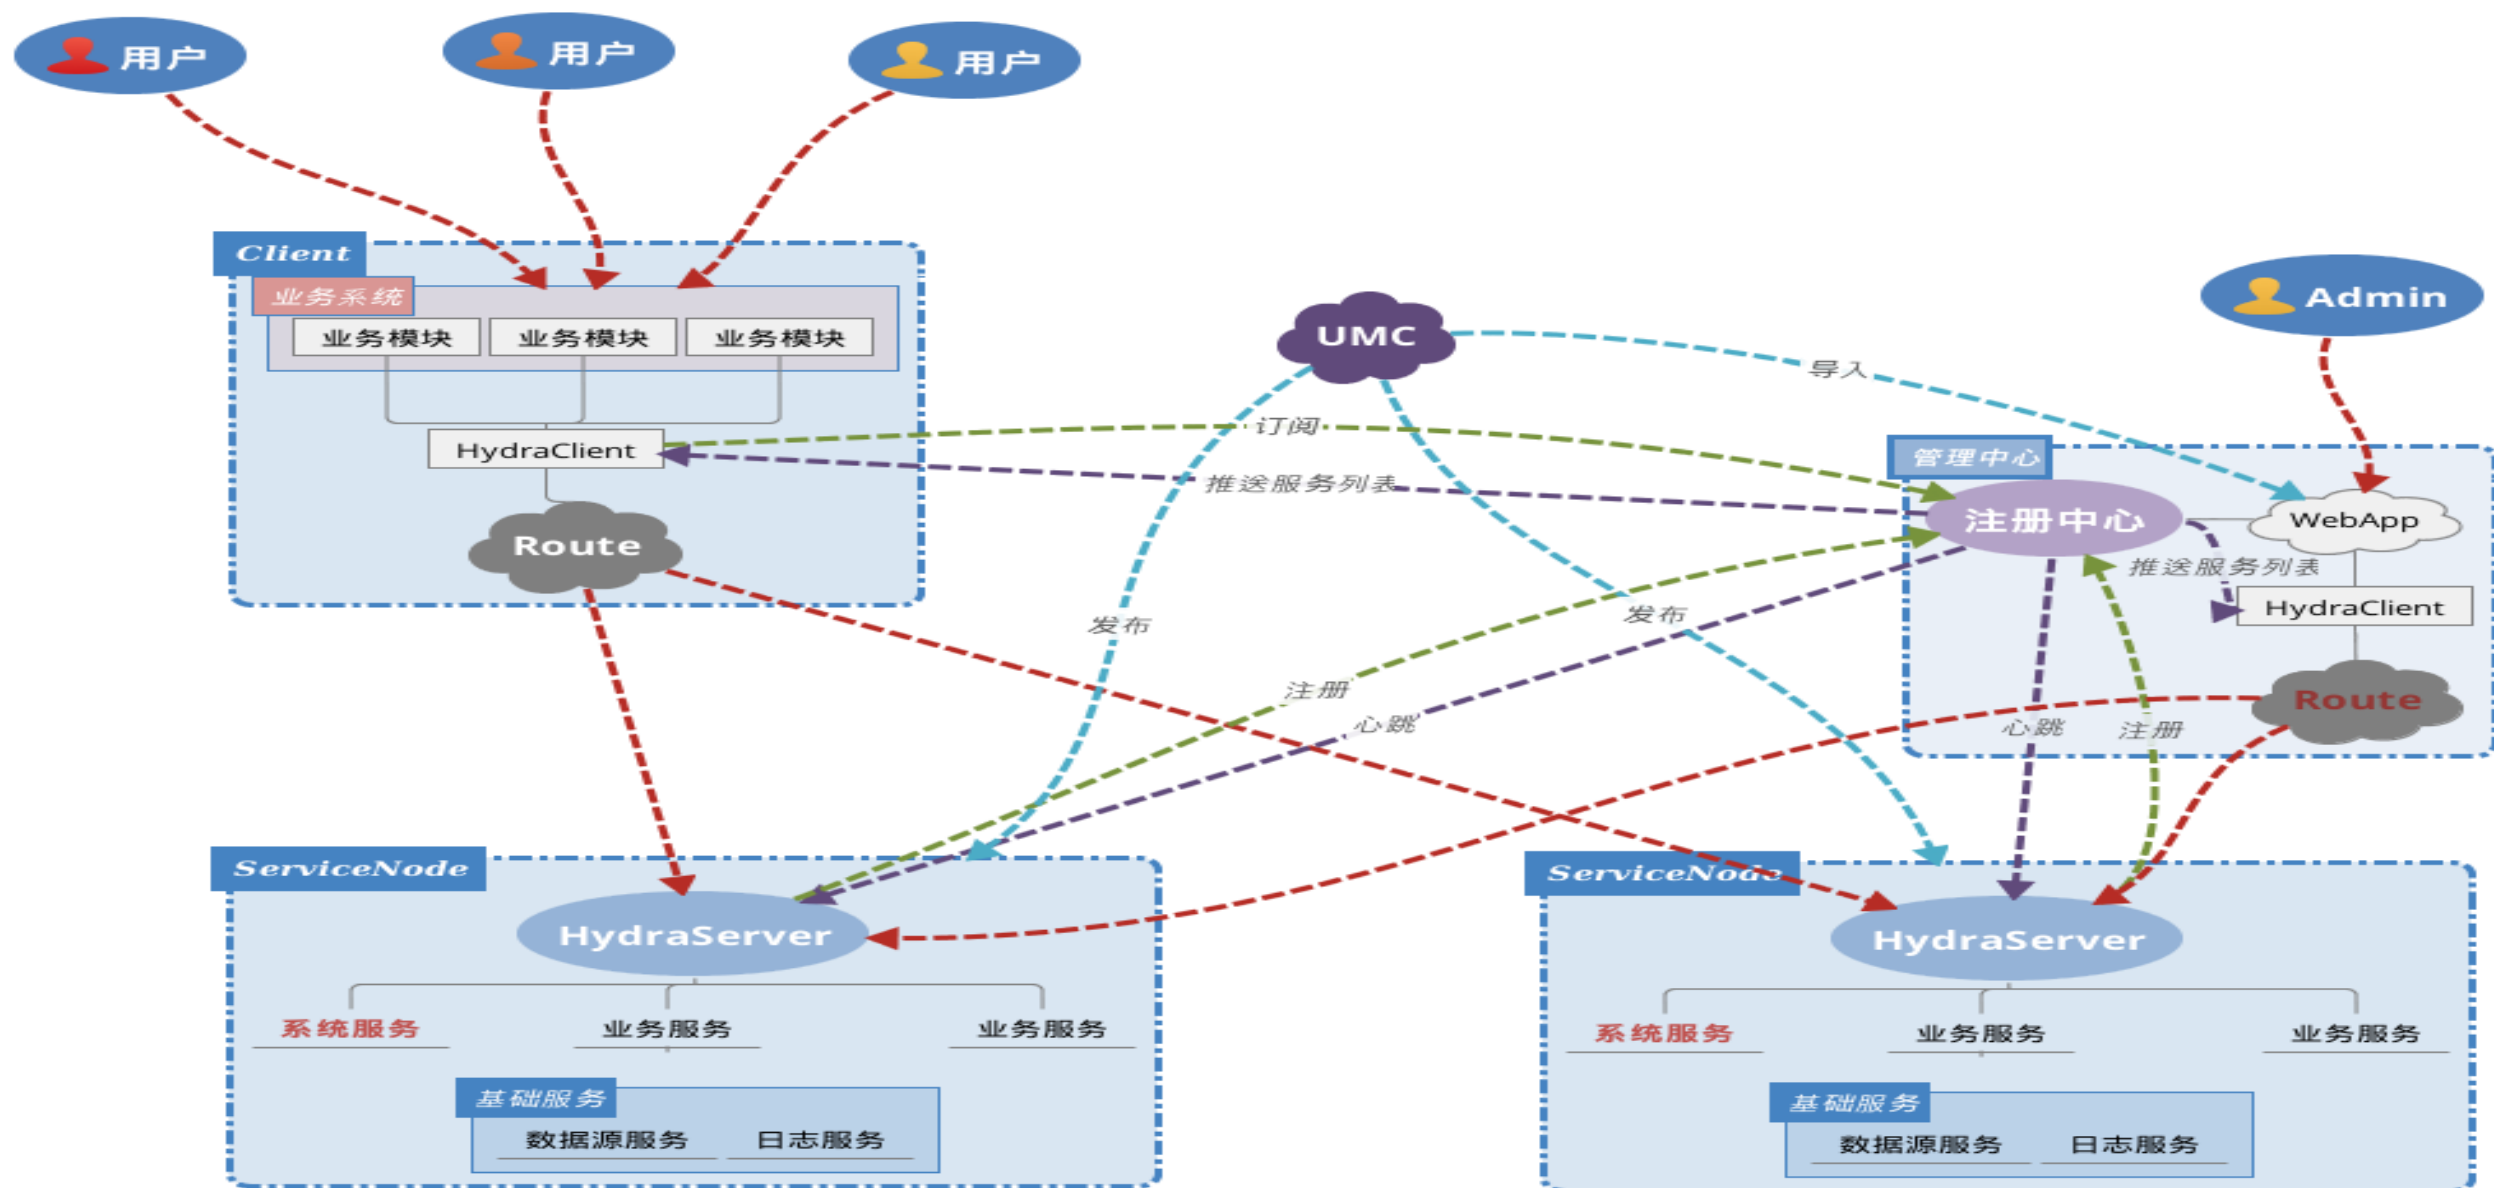 用户
用户
用户
Client
业务系统
业务模块
业务模块
业务模块
HydraClient
Route
UMC
Admin
导入
订阅
推送服务列表
管理中心
注册中心
WebApp
推送服务列表
HydraClient
Route
发布
发布
注册
心跳
心跳
注册
ServiceNode
HydraServer
系统服务
业务服务
业务服务
基础服务
数据源服务
日志服务
ServiceNode
HydraServer
系统服务
业务服务
业务服务
基础服务
数据源服务
日志服务